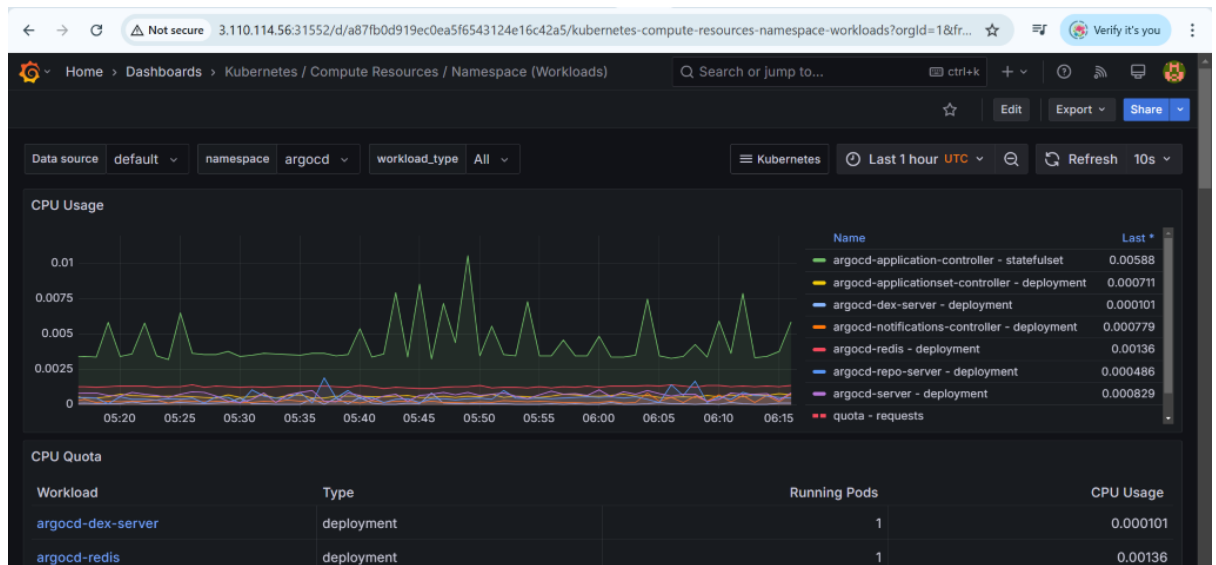 Not secure 3.110.114.56:31552/d/a87fb0d919ec0ea5f6543124e16c42a5/kubernetes-compute-resources-namespace-workloads?orgId=1&fr... Verify it's you
Home › Dashboards › Kubernetes / Compute Resources / Namespace (Workloads) Search or jump to... ctrl+k
Edit Export Share
Data source default namespace argocd workload_type All Kubernetes Last 1 hour UTC Refresh 10s
CPU Usage
Name Last *
0.01
0.0075
0.005
0.0025
0
05:20 05:25 05:30 05:35 05:40 05:45 05:50 05:55 06:00 06:05 06:10 06:15
argocd-application-controller - statefulset 0.00588
argocd-applicationset-controller - deployment 0.000711
argocd-dex-server - deployment 0.000101
argocd-notifications-controller - deployment 0.000779
argocd-redis - deployment 0.00136
argocd-repo-server - deployment 0.000486
argocd-server - deployment 0.000829
quota - requests
CPU Quota
Workload Type Running Pods CPU Usage
argocd-dex-server deployment 1 0.000101
argocd-redis deployment 1 0.00136